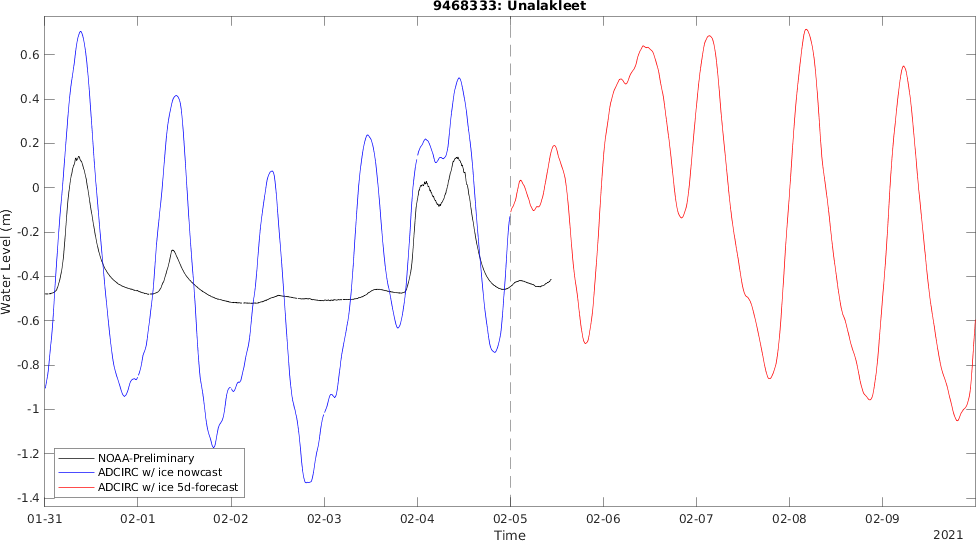 9468333: Unalakleet
Water Level (m)
0.6
0.4
0.2
0
-0.2
-0.4
-0.6
-0.8
-1
-1.2
-1.4
NOAA-Preliminary
ADCIRC w/ ice nowcast
ADCIRC w/ ice 5d-forecast
01-31 02-01 02-02 02-03 02-04 02-05 02-06 02-07 02-08 02-09
Time
2021